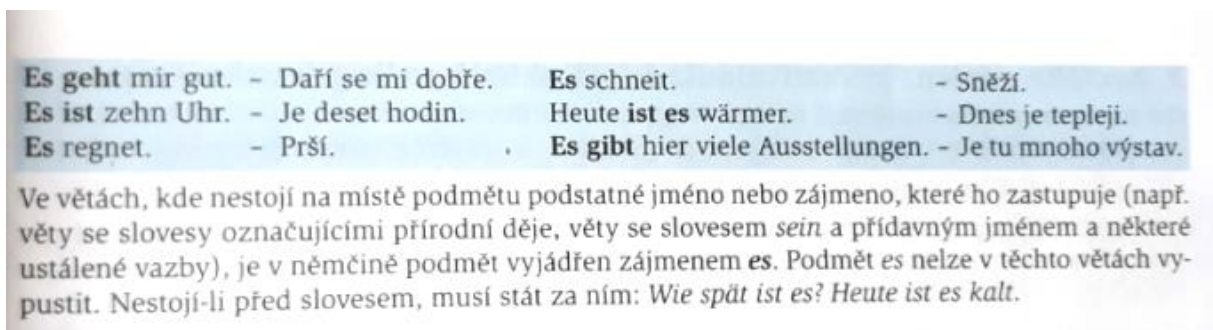 Es geht mir gut. – Daří se mi dobře. Es schneit. – Sněží.
Es ist zehn Uhr. – Je deset hodin. Heute ist es wärmer. – Dnes je tepleji.
Es regnet. – Prší. Es gibt hier viele Ausstellungen. – Je tu mnoho výstav.
Ve větách, kde nestojí na místě podmětu podstatné jméno nebo zájmeno, které ho zastupuje (např.
věty se slovesy označujícími přírodní děje, věty se slovesem sein a přídavným jménem a některé
ustálené vazby), je v němčině podmět vyjádřen zájmenem es. Podmět es nelze v těchto větách vy-
pustit. Nestojí-li před slovesem, musí stát za ním: Wie spät ist es? Heute ist es kalt.